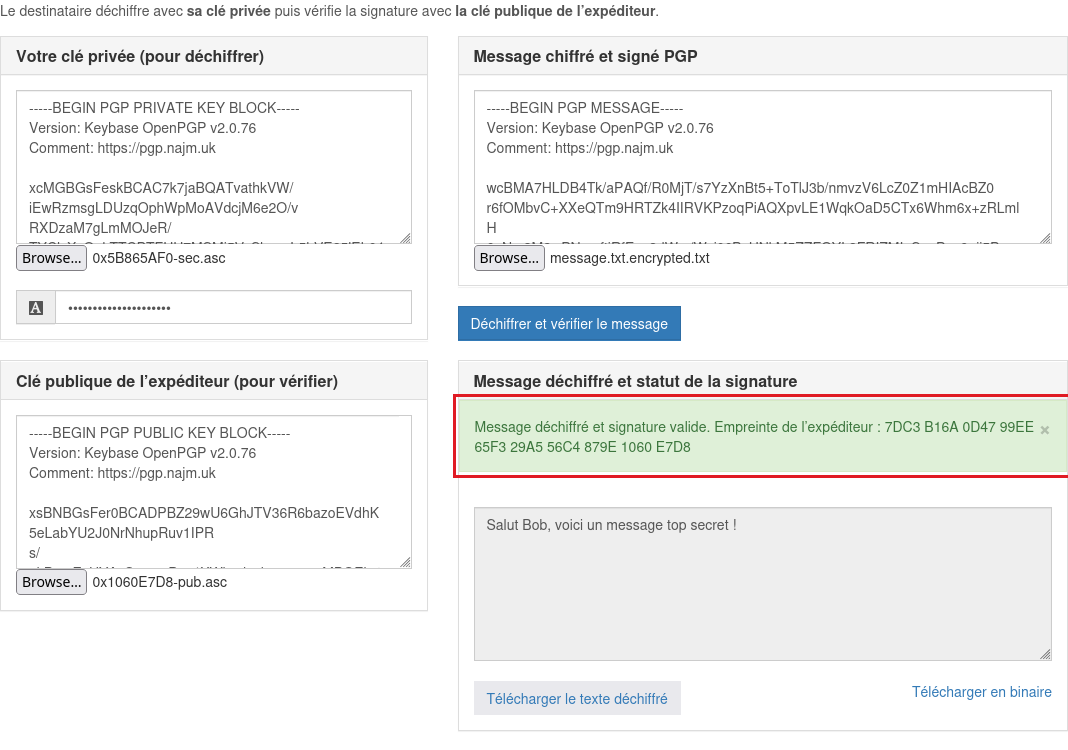 Le destinataire déchiffre avec sa clé privée puis vérifie la signature avec la clé publique de l'expéditeur.
Votre clé privée (pour déchiffrer)
-----BEGIN PGP PRIVATE KEY BLOCK-----
Version: Keybase OpenPGP v2.0.76
Comment: https://pgp.najm.uk
xcMGBGsFeskBCAC7k7jaBQATvathkVW/
iEwRzmsgLDUzqOphWpMoAVdcjM6e2O/v
RXDzaM7gLmMOJeR/
Browse... 0x5B865AF0-sec.asc
•••••••••••••••••••••
Message chiffré et signé PGP
-----BEGIN PGP MESSAGE-----
Version: Keybase OpenPGP v2.0.76
Comment: https://pgp.najm.uk
wcBMA7HLDB4Tk/aPAQf/R0MjT/s7YzXnBt5+ToTlJ3b/nmvzV6LcZ0Z1mHIAcBZ0
r6fOMbvC+XXeQTm9HRTZk4IIRVKPzoqPiAQXpvLE1WqkOaD5CTx6Whm6x+zRLmI
H
Browse... message.txt.encrypted.txt
Déchiffrer et vérifier le message
Clé publique de l'expéditeur (pour vérifier)
-----BEGIN PGP PUBLIC KEY BLOCK-----
Version: Keybase OpenPGP v2.0.76
Comment: https://pgp.najm.uk
xsBNBGsFer0BCADPBZ29wU6GhJTV36R6bazoEVdhK
5eLabYU2J0NrNhupRuv1IPR
s/
Browse... 0x1060E7D8-pub.asc
Message déchiffré et statut de la signature
Message déchiffré et signature valide. Empreinte de l'expéditeur : 7DC3 B16A 0D47 99EE ×
65F3 29A5 56C4 879E 1060 E7D8
Salut Bob, voici un message top secret !
Télécharger le texte déchiffré
Télécharger en binaire